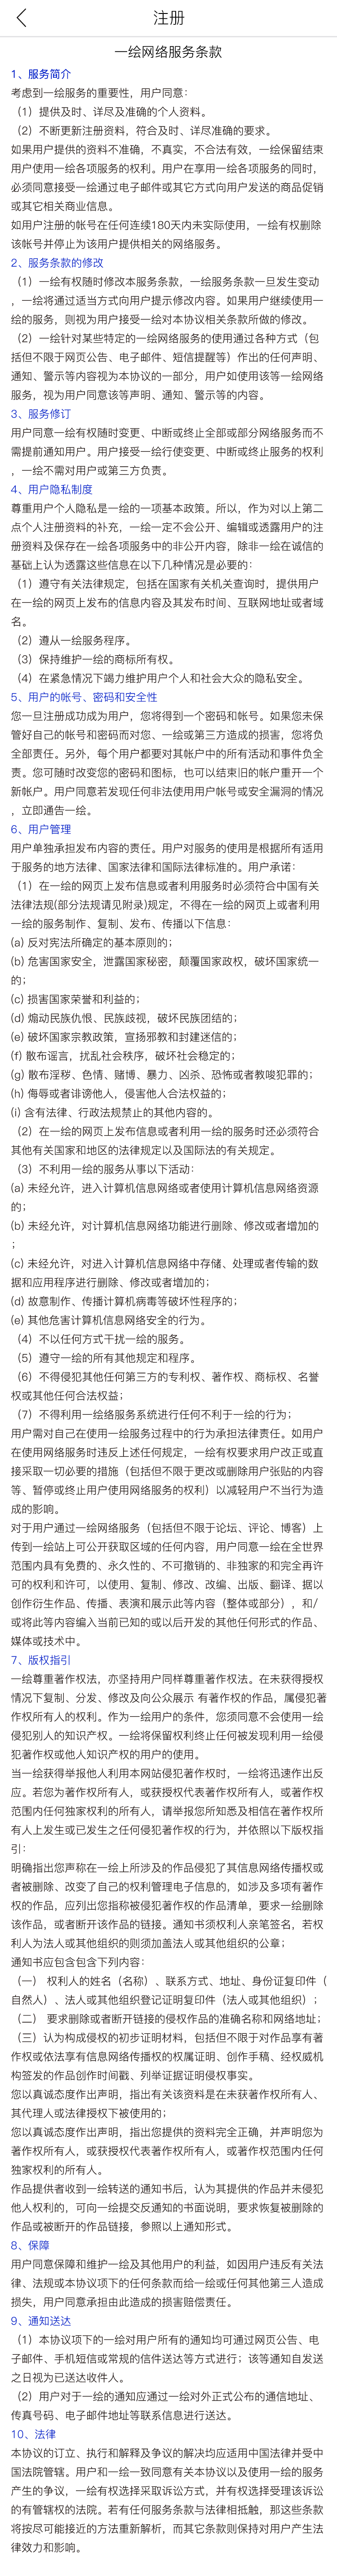 注册
一绘网络服务条款
1、服务简介
考虑到一绘服务的重要性，用户同意：
（1）提供及时、详尽及准确的个人资料。
（2）不断更新注册资料，符合及时、详尽准确的要求。
如果用户提供的资料不准确，不真实，不合法有效，一绘保留结束
用户使用一绘各项服务的权利。用户在享用一绘各项服务的同时，
必须同意接受一绘通过电子邮件或其它方式向用户发送的商品促销
或其它相关商业信息。
如用户注册的帐号在任何连续180天内未实际使用，一绘有权删除
该帐号并停止为该用户提供相关的网络服务。
2、服务条款的修改
（1）一绘有权随时修改本服务条款，一绘服务条款一旦发生变动
，一绘将通过适当方式向用户提示修改内容。如果用户继续使用一
绘的服务，则视为用户接受一绘对本协议相关条款所做的修改。
（2）一绘针对某些特定的一绘网络服务的使用通过各种方式（包
括但不限于网页公告、电子邮件、短信提醒等）作出的任何声明、
通知、警示等内容视为本协议的一部分，用户如使用该等一绘网络
服务，视为用户同意该等声明、通知、警示等的内容。
3、服务修订
用户同意一绘有权随时变更、中断或终止全部或部分网络服务而不
需提前通知用户。用户接受一绘行使变更、中断或终止服务的权利
，一绘不需对用户或第三方负责。
4、用户隐私制度
尊重用户个人隐私是一绘的一项基本政策。所以，作为对以上第二
点个人注册资料的补充，一绘一定不会公开、编辑或透露用户的注
册资料及保存在一绘各项服务中的非公开内容，除非一绘在诚信的
基础上认为透露这些信息在以下几种情况是必要的：
（1）遵守有关法律规定，包括在国家有关机关查询时，提供用户
在一绘的网页上发布的信息内容及其发布时间、互联网地址或者域
名。
（2）遵从一绘服务程序。
（3）保持维护一绘的商标所有权。
（4）在紧急情况下竭力维护用户个人和社会大众的隐私安全。
5、用户的帐号、密码和安全性
您一旦注册成功成为用户，您将得到一个密码和帐号。如果您未保
管好自己的帐号和密码而对您、一绘或第三方造成的损害，您将负
全部责任。另外，每个用户都要对其帐户中的所有活动和事件负全
责。您可随时改变您的密码和图标，也可以结束旧的帐户重开一个
新帐户。用户同意若发现任何非法使用用户帐号或安全漏洞的情况
，立即通告一绘。
6、用户管理
用户单独承担发布内容的责任。用户对服务的使用是根据所有适用
于服务的地方法律、国家法律和国际法律标准的。用户承诺：
（1）在一绘的网页上发布信息或者利用服务时必须符合中国有关
法律法规(部分法规请见附录)规定，不得在一绘的网页上或者利用
一绘的服务制作、复制、发布、传播以下信息：
(a) 反对宪法所确定的基本原则的；
(b) 危害国家安全，泄露国家秘密，颠覆国家政权，破坏国家统一
的；
(c) 损害国家荣誉和利益的；
(d) 煽动民族仇恨、民族歧视，破坏民族团结的；
(e) 破坏国家宗教政策，宣扬邪教和封建迷信的；
(f) 散布谣言，扰乱社会秩序，破坏社会稳定的；
(g) 散布淫秽、色情、赌博、暴力、凶杀、恐怖或者教唆犯罪的；
(h) 侮辱或者诽谤他人，侵害他人合法权益的；
(i) 含有法律、行政法规禁止的其他内容的。
（2）在一绘的网页上发布信息或者利用一绘的服务时还必须符合
其他有关国家和地区的法律规定以及国际法的有关规定。
（3）不利用一绘的服务从事以下活动：
(a) 未经允许，进入计算机信息网络或者使用计算机信息网络资源
的；
(b) 未经允许，对计算机信息网络功能进行删除、修改或者增加的
；
(c) 未经允许，对进入计算机信息网络中存储、处理或者传输的数
据和应用程序进行删除、修改或者增加的；
(d) 故意制作、传播计算机病毒等破坏性程序的；
(e) 其他危害计算机信息网络安全的行为。
（4）不以任何方式干扰一绘的服务。
（5）遵守一绘的所有其他规定和程序。
（6）不得侵犯其他任何第三方的专利权、著作权、商标权、名誉
权或其他任何合法权益；
（7）不得利用一绘络服务系统进行任何不利于一绘的行为；
用户需对自己在使用一绘服务过程中的行为承担法律责任。如用户
在使用网络服务时违反上述任何规定，一绘有权要求用户改正或直
接采取一切必要的措施（包括但不限于更改或删除用户张贴的内容
等、暂停或终止用户使用网络服务的权利）以减轻用户不当行为造
成的影响。
对于用户通过一绘网络服务（包括但不限于论坛、评论、博客）上
传到一绘站上可公开获取区域的任何内容，用户同意一绘在全世界
范围内具有免费的、永久性的、不可撤销的、非独家的和完全再许
可的权利和许可，以使用、复制、修改、改编、出版、翻译、据以
创作衍生作品、传播、表演和展示此等内容（整体或部分），和/
或将此等内容编入当前已知的或以后开发的其他任何形式的作品、
媒体或技术中。
7、版权指引
一绘尊重著作权法，亦坚持用户同样尊重著作权法。在未获得授权
情况下复制、分发、修改及向公众展示 有著作权的作品，属侵犯著
作权所有人的权利。作为一绘用户的条件，您须同意不会使用一绘
侵犯别人的知识产权。一绘将保留权利终止任何被发现利用一绘侵
犯著作权或他人知识产权的用户的使用。
当一绘获得举报他人利用本网站侵犯著作权时，一绘将迅速作出反
应。若您为著作权所有人，或获授权代表著作权所有人，或著作权
范围内任何独家权利的所有人，请举报您所知悉及相信在著作权所
有人上发生或已发生之任何侵犯著作权的行为，并依照以下版权指
引：
明确指出您声称在一绘上所涉及的作品侵犯了其信息网络传播权或
者被删除、改变了自己的权利管理电子信息的，如涉及多项有著作
权的作品，应列出您指称被侵犯著作权的作品清单，要求一绘删除
该作品，或者断开该作品的链接。通知书须权利人亲笔签名，若权
利人为法人或其他组织的则须加盖法人或其他组织的公章；
通知书应包含包含下列内容：
（一） 权利人的姓名（名称）、联系方式、地址、身份证复印件（
自然人）、法人或其他组织登记证明复印件（法人或其他组织）；
（二） 要求删除或者断开链接的侵权作品的准确名称和网络地址；
（三）认为构成侵权的初步证明材料，包括但不限于对作品享有著
作权或依法享有信息网络传播权的权属证明、创作手稿、经权威机
构签发的作品创作时间戳、列举证据证明侵权事实。
您以真诚态度作出声明，指出有关该资料是在未获著作权所有人、
其代理人或法律授权下被使用的；
您以真诚态度作出声明，指出您提供的资料完全正确，并声明您为
著作权所有人，或获授权代表著作权所有人，或著作权范围内任何
独家权利的所有人。
作品提供者收到一绘转送的通知书后，认为其提供的作品并未侵犯
他人权利的，可向一绘提交反通知的书面说明，要求恢复被删除的
作品或被断开的作品链接，参照以上通知形式。
8、保障
用户同意保障和维护一绘及其他用户的利益，如因用户违反有关法
律、法规或本协议项下的任何条款而给一绘或任何其他第三人造成
损失，用户同意承担由此造成的损害赔偿责任。
9、通知送达
（1）本协议项下的一绘对用户所有的通知均可通过网页公告、电
子邮件、手机短信或常规的信件送达等方式进行；该等通知自发送
之日视为已送达收件人。
（2）用户对于一绘的通知应通过一绘对外正式公布的通信地址、
传真号码、电子邮件地址等联系信息进行送达。
10、法律
本协议的订立、执行和解释及争议的解决均应适用中国法律并受中
国法院管辖。用户和一绘一致同意有关本协议以及使用一绘的服务
产生的争议，一绘有权选择采取诉讼方式，并有权选择受理该诉讼
的有管辖权的法院。若有任何服务条款与法律相抵触，那这些条款
将按尽可能接近的方法重新解析，而其它条款则保持对用户产生法
律效力和影响。